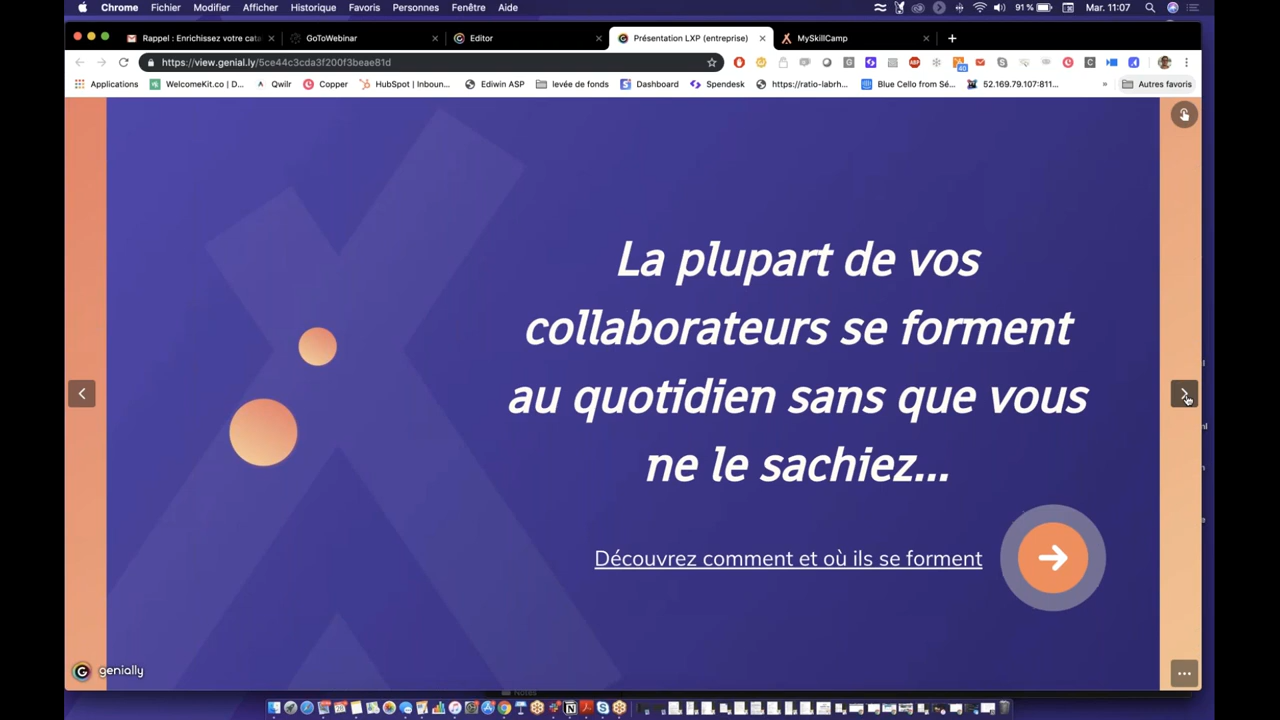 Chrome Fichier Modifier Afficher Historique Favoris Personnes Fenêtre Aide 91 % Mar. 11:07
Rappel : Enrichissez votre cata GoToWebinar Editor Présentation LXP (entreprise) MySkillCamp
https://view.genial.ly/5ce44c3cda3f200f3beae81d
Applications WelcomeKit.co | D... Qwilr Copper HubSpot | Inboun... Ediwin ASP levée de fonds Dashboard Spendesk https://ratio-labrh... Blue Cello from Sé... 52.169.79.107:811... » Autres favoris
La plupart de vos
collaborateurs se forment
au quotidien sans que vous
ne le sachiez...
Découvrez comment et où ils se forment
genially
Notes